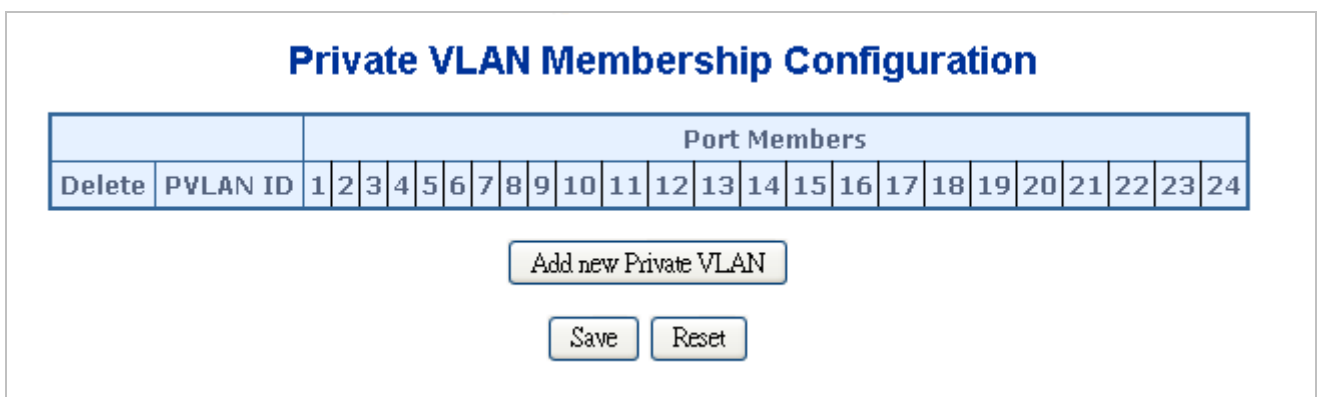 Private VLAN Membership Configuration
Port Members
Delete PVLAN ID 1 2 3 4 5 6 7 8 9 10 11 12 13 14 15 16 17 18 19 20 21 22 23 24
Add new Private VLAN
Save Reset